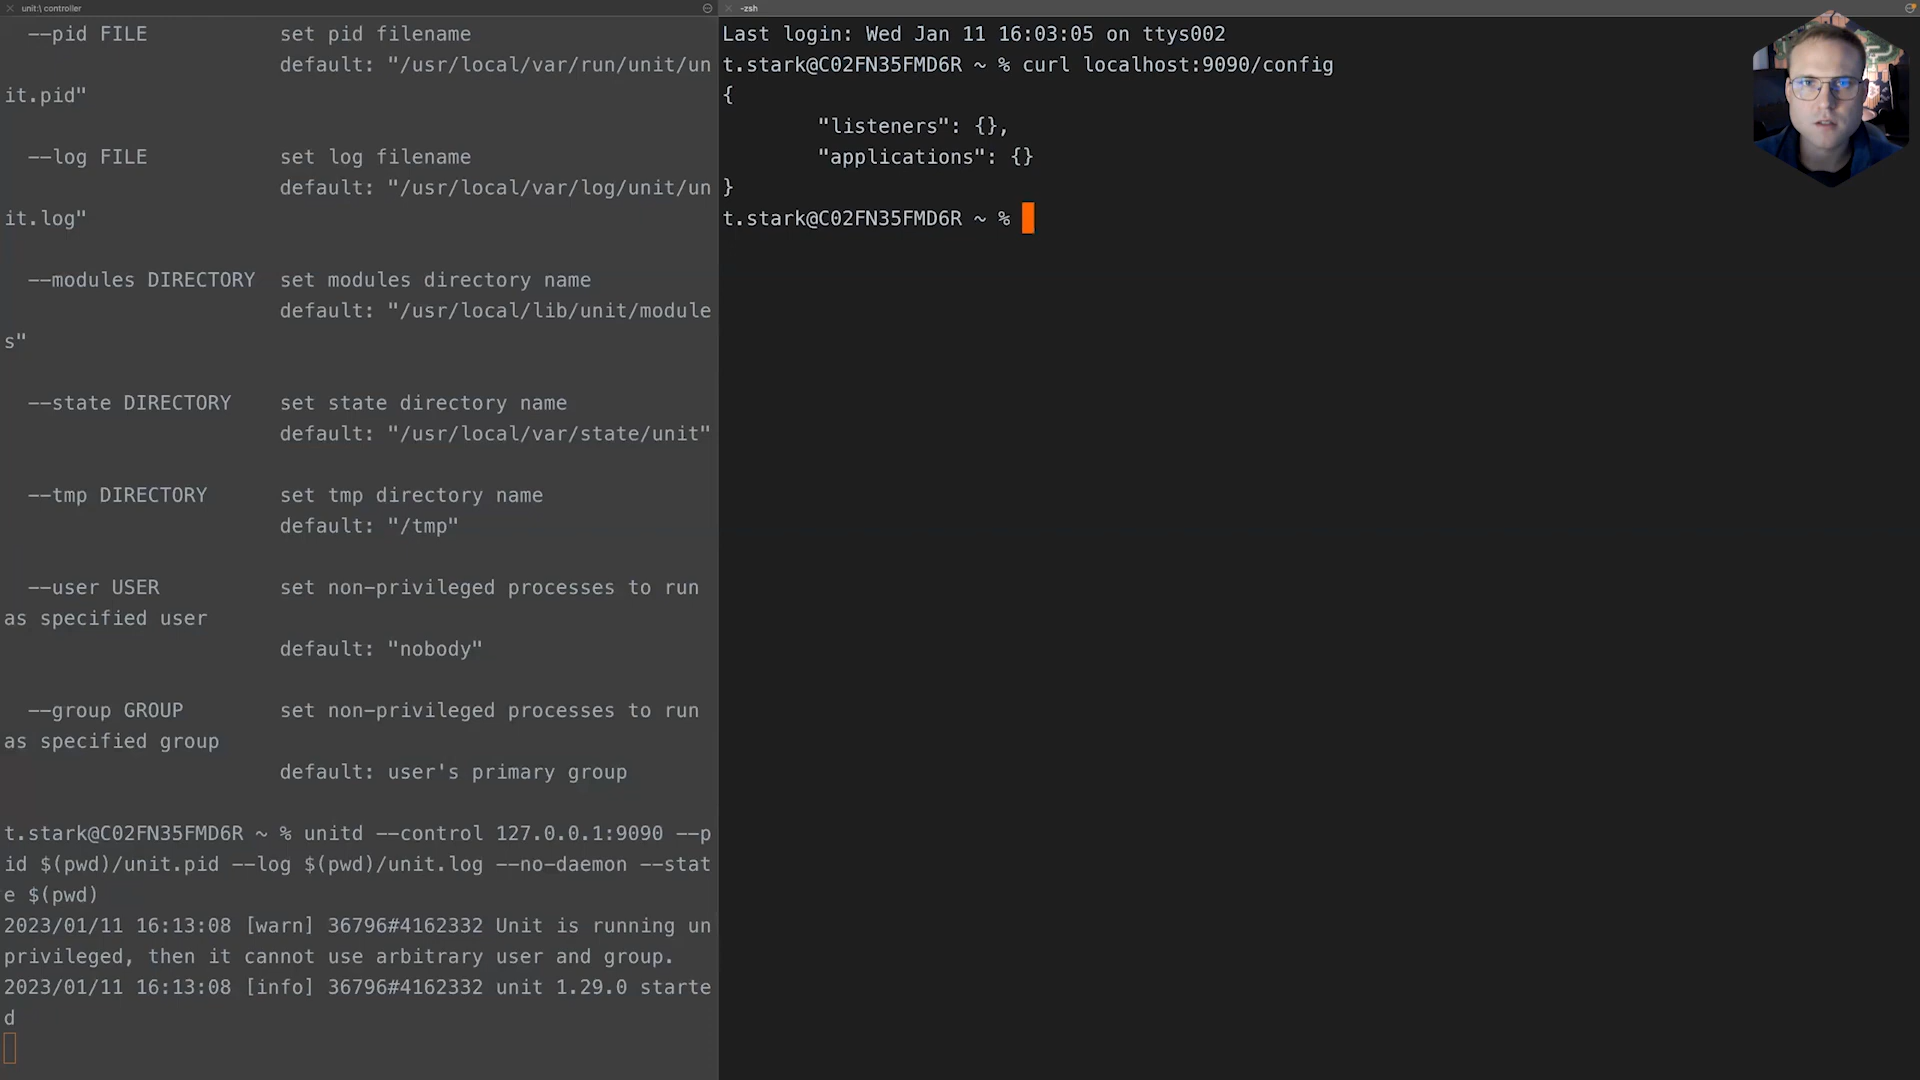 unit:\ controller
--pid FILE set pid filename
default: "/usr/local/var/run/unit/un
it.pid"
--log FILE set log filename
default: "/usr/local/var/log/unit/un
it.log"
--modules DIRECTORY set modules directory name
default: "/usr/local/lib/unit/module
s"
--state DIRECTORY set state directory name
default: "/usr/local/var/state/unit"
--tmp DIRECTORY set tmp directory name
default: "/tmp"
--user USER set non-privileged processes to run
as specified user
default: "nobody"
--group GROUP set non-privileged processes to run
as specified group
default: user's primary group
t.stark@C02FN35FMD6R ~ % unitd --control 127.0.0.1:9090 --p
id $(pwd)/unit.pid --log $(pwd)/unit.log --no-daemon --stat
e $(pwd)
2023/01/11 16:13:08 [warn] 36796#4162332 Unit is running un
privileged, then it cannot use arbitrary user and group.
2023/01/11 16:13:08 [info] 36796#4162332 unit 1.29.0 starte
d
-zsh
Last login: Wed Jan 11 16:03:05 on ttys002
t.stark@C02FN35FMD6R ~ % curl localhost:9090/config
{
"listeners": {},
"applications": {}
}
t.stark@C02FN35FMD6R ~ %